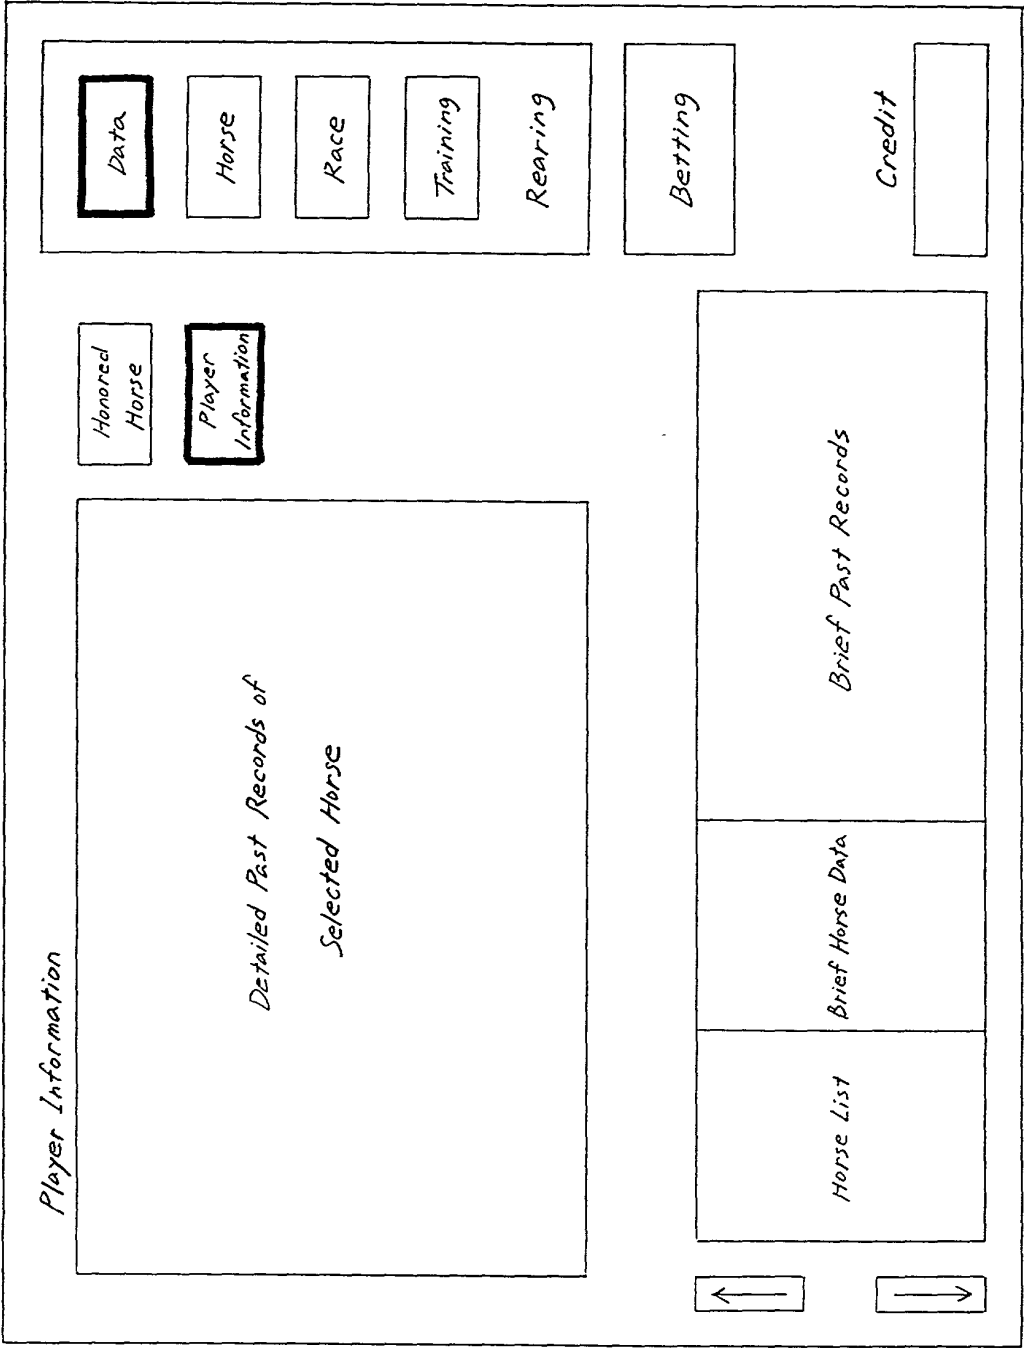 Player Information
Detailed Past Records of
Selected Horse
Honored
Horse
Player
Information
Data
Horse
Race
Training
Rearing
Betting
Credit
Horse List
Brief Horse Data
Brief Past Records